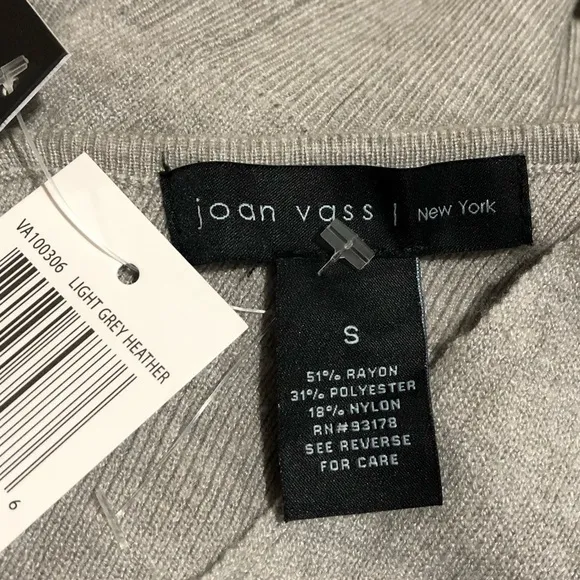 joan vass | New York
S
51% RAYON
31% POLYESTER
18% NYLON
RN#93178
SEE REVERSE
FOR CARE
VA100306 LIGHT GREY HEATHER
6